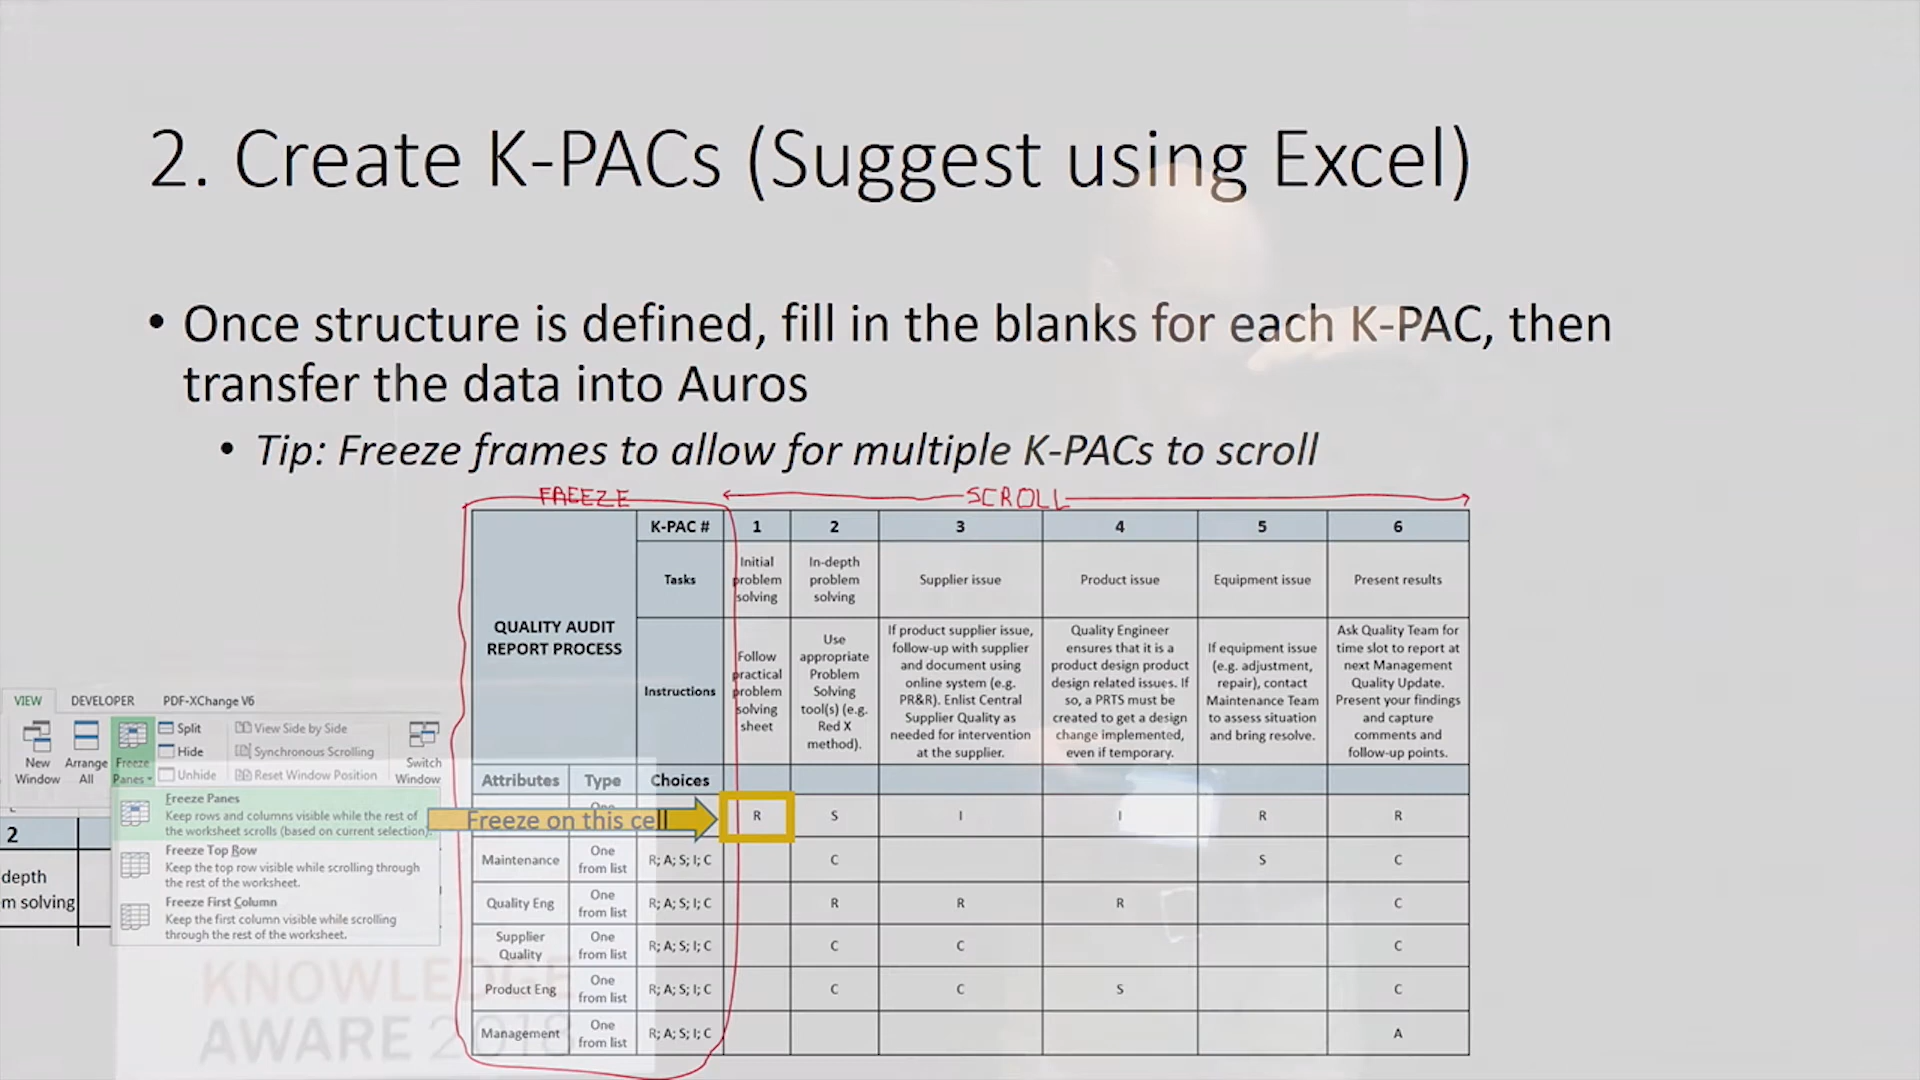 2. Create K-PACs (Suggest using Excel)
• Once structure is defined, fill in the blanks for each K-PAC, then
transfer the data into Auros
• Tip: Freeze frames to allow for multiple K-PACs to scroll
FREEZE
SCROLL
K-PAC # 1 2 3 4 5 6
QUALITY AUDIT
REPORT PROCESS
Tasks
Initial
problem
solving
In-depth
problem
solving
Supplier issue
Product issue
Equipment issue
Present results
Instructions
Follow
practical
problem
solving
sheet
Use
appropriate
Problem
Solving
tool(s) (e.g.
Red X
method).
If product supplier issue,
follow-up with supplier
and document using
online system (e.g.
PR&R). Enlist Central
Supplier Quality as
needed for intervention
at the supplier.
Quality Engineer
ensures that it is a
product design product
design related issues. If
so, a PRTS must be
created to get a design
change implemented,
even if temporary.
If equipment issue
(e.g. adjustment,
repair), contact
Maintenance Team
to assess situation
and bring resolve.
Ask Quality Team for
time slot to report at
next Management
Quality Update.
Present your findings
and capture
comments and
follow-up points.
Attributes Type Choices
One
Freeze on this cell
R S I I R R
Maintenance One
from list R; A; S; I; C C S C
Quality Eng One
from list R; A; S; I; C R R R C
Supplier
Quality One
from list R; A; S; I; C C C C
Product Eng One
from list R; A; S; I; C C C S C
Management One
from list R; A; S; I; C A
VIEW DEVELOPER PDF-XChange V6
New
Window
Arrange
All
Freeze
Panes
Split
Hide
Unhide
View Side by Side
Synchronous Scrolling
Reset Window Position
Switch
Window
Freeze Panes
Keep rows and columns visible while the rest of
the worksheet scrolls (based on current selection).
Freeze Top Row
Keep the top row visible while scrolling through
the rest of the worksheet.
Freeze First Column
Keep the first column visible while scrolling
through the rest of the worksheet.
2
depth
m solving
KNOWLEDGE
AWARE 2018